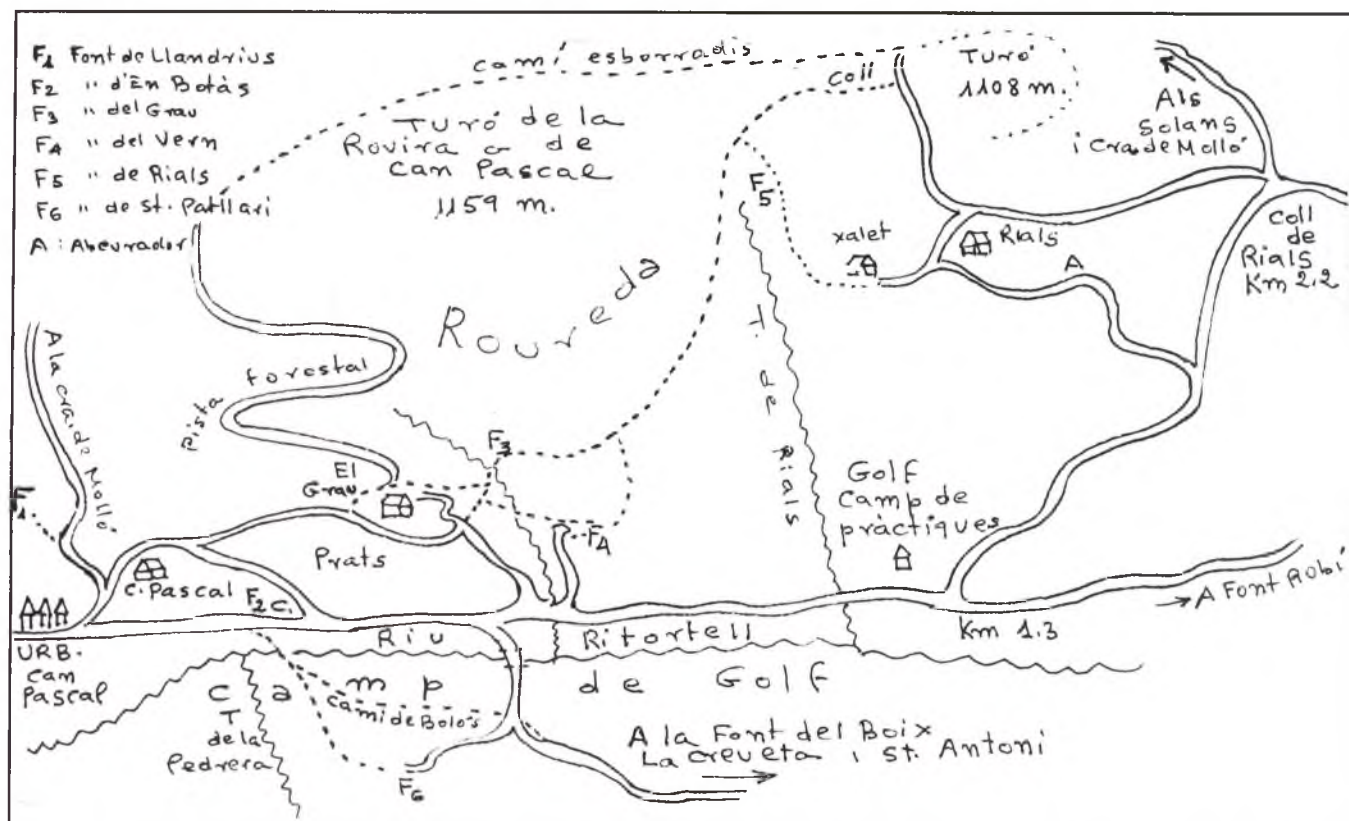 F1 Font de Llandrius
F2 " d'En Botàs
F3 " del Grau
F4 " del Vern
F5 " de Rials
F6 " de St. Patllari
A : Abeurador
camí esborradís
Coll
Turó
1108 m.
Als
Solans
i Cra. de Molló
Turó de la
Rovira o de
Can Pascal
1159 m.
F5
xalet
Rials
A
Coll
de
Rials
Km 2.2
Roureda
T. de Rials
A la cra. de Molló
Pista forestal
F1
El
Grau
F3
F4
Golf
Camp de
pràctiques
Prats
C. Pascal
F2 C.
URB.
Can
Pascal
Riu Ritortell
Km 1.3
A Font Rubí
Camp de Golf
Camí de Bolòs
T
de la
Pedrera
F6
A la Font del Boix
La Creueta i St. Antoni